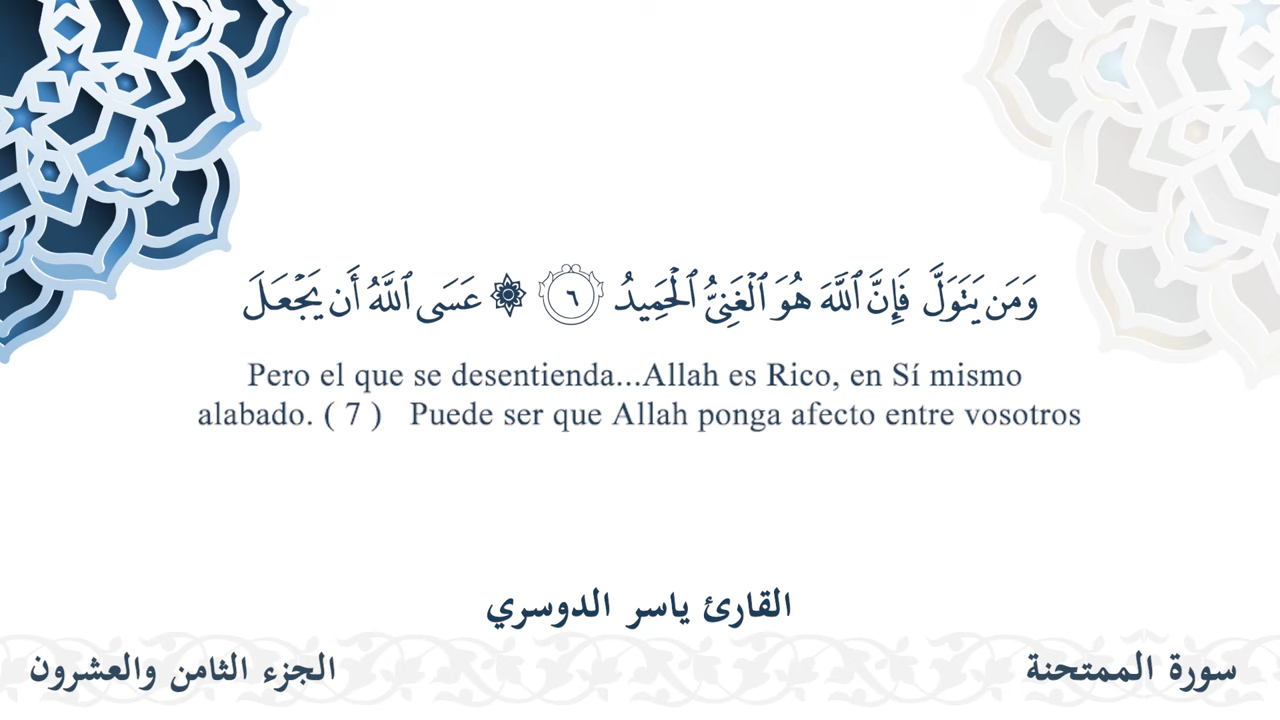 وَمَن يَتَوَلَّ فَإِنَّ ٱللَّهَ هُوَ ٱلْغَنِىُّ ٱلْحَمِيدُ ٦ ۞ عَسَى ٱللَّهُ أَن يَجْعَلَ
Pero el que se desentienda...Allah es Rico, en Sí mismo
alabado. ( 7 ) Puede ser que Allah ponga afecto entre vosotros
القارئ ياسر الدوسري
سورة الممتحنة
الجزء الثامن والعشرون